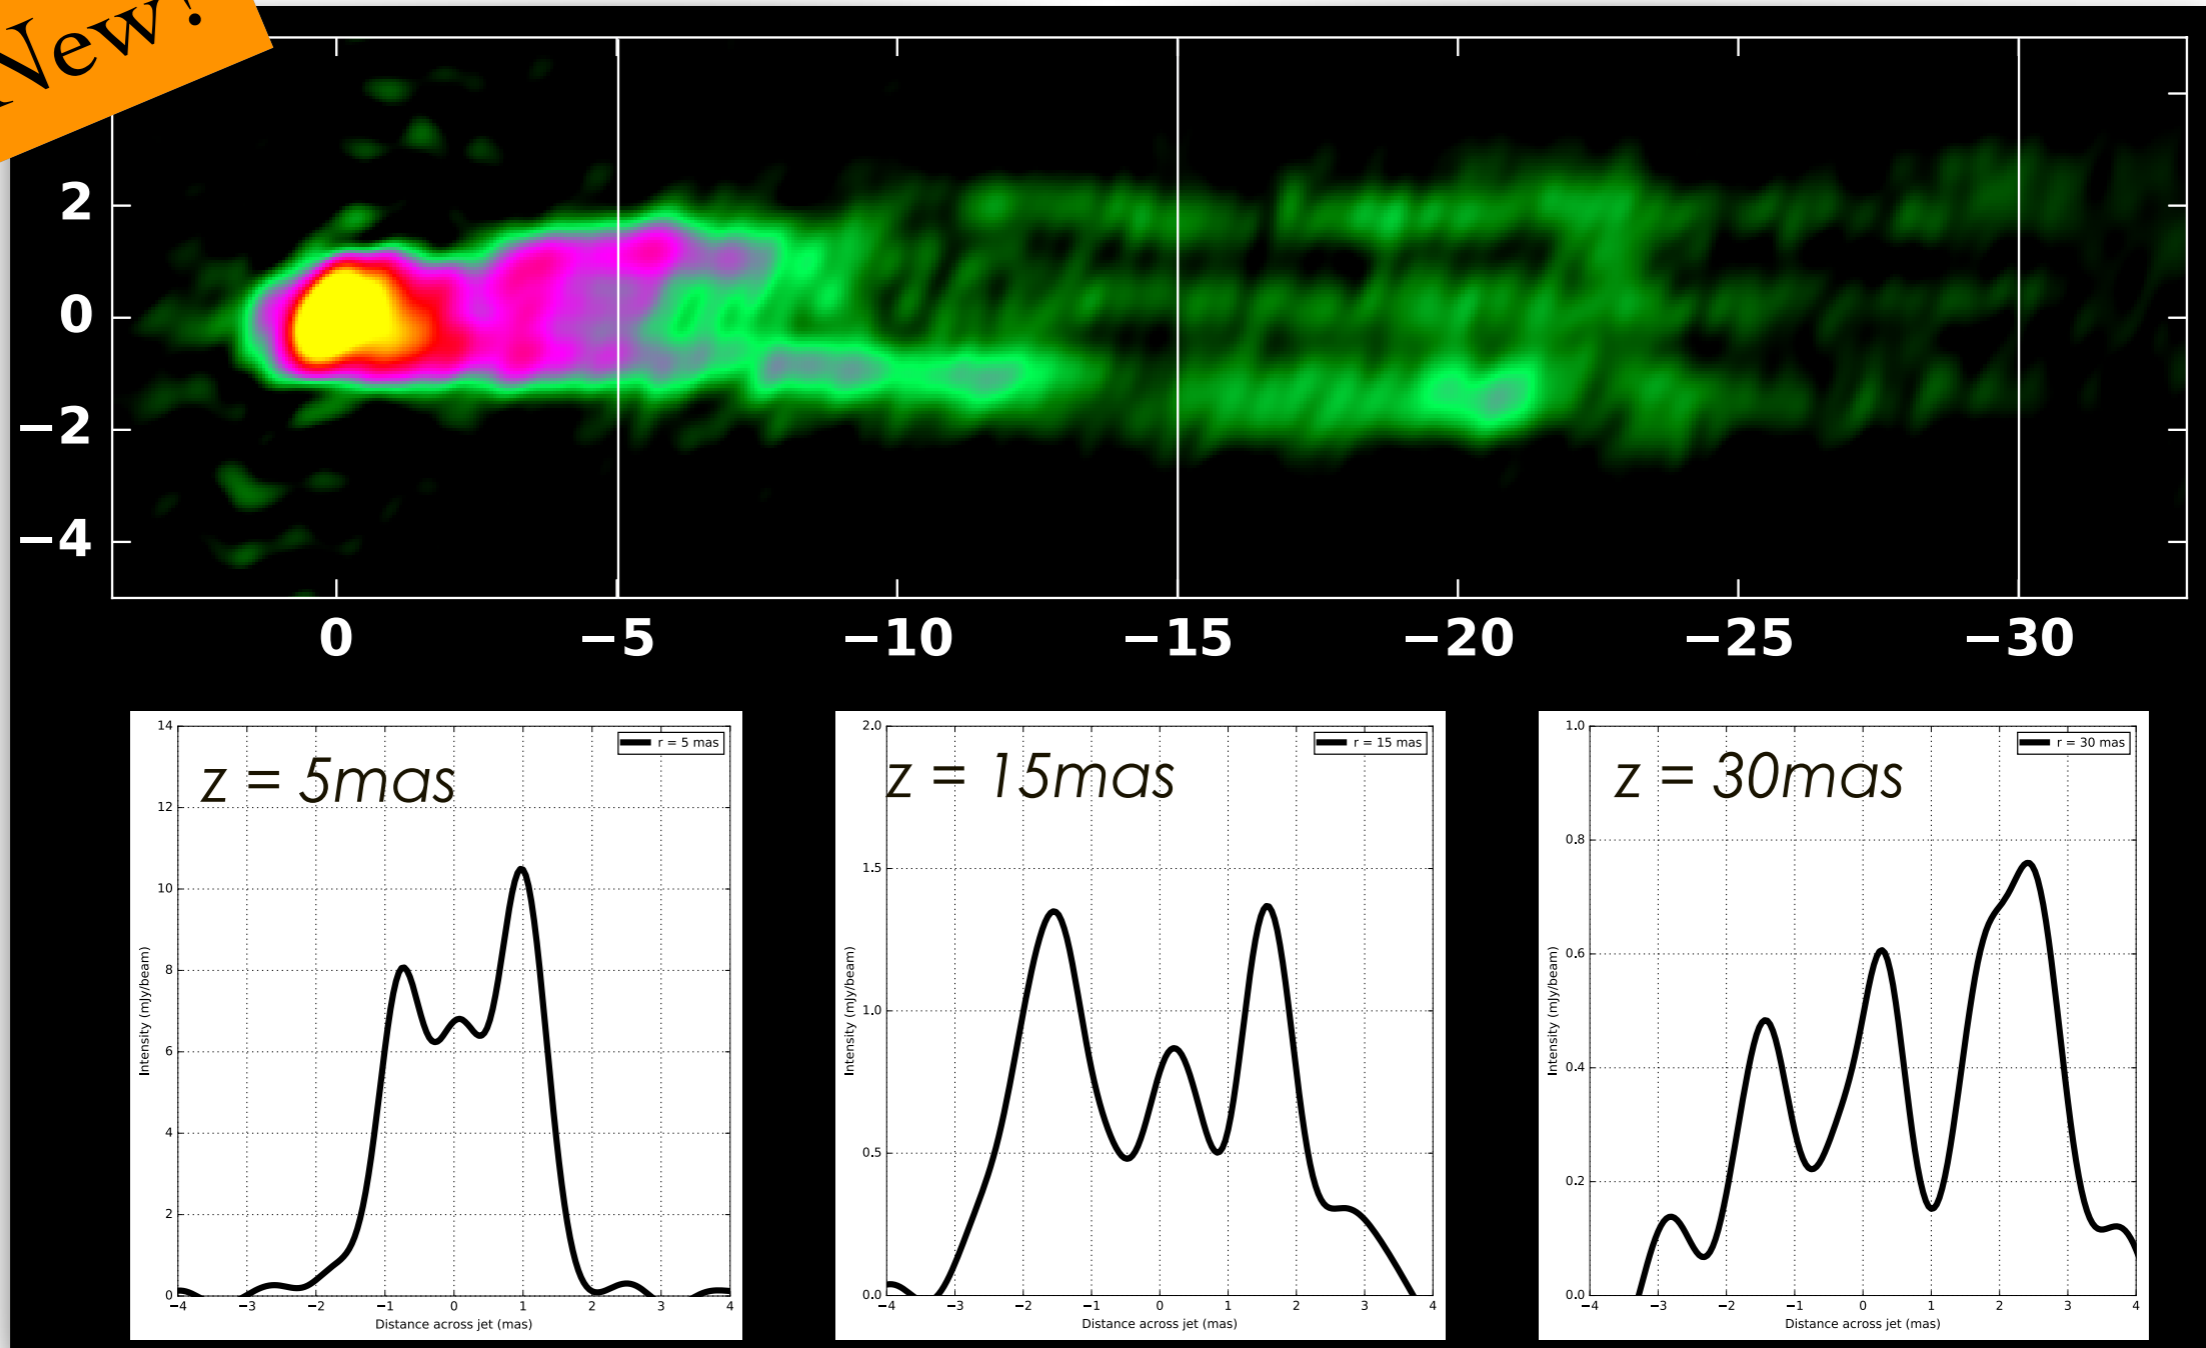 New!
2
0
−2
−4
0 −5 −10 −15 −20 −25 −30
z = 5mas
r = 5 mas
14
12
10
8
6
4
2
0
Intensity (mJy/beam)
−4 −3 −2 −1 0 1 2 3 4
Distance across jet (mas)
z = 15mas
r = 15 mas
2.0
1.5
1.0
0.5
0.0
Intensity (mJy/beam)
−4 −3 −2 −1 0 1 2 3 4
Distance across jet (mas)
z = 30mas
r = 30 mas
1.0
0.8
0.6
0.4
0.2
0.0
Intensity (mJy/beam)
−4 −3 −2 −1 0 1 2 3 4
Distance across jet (mas)